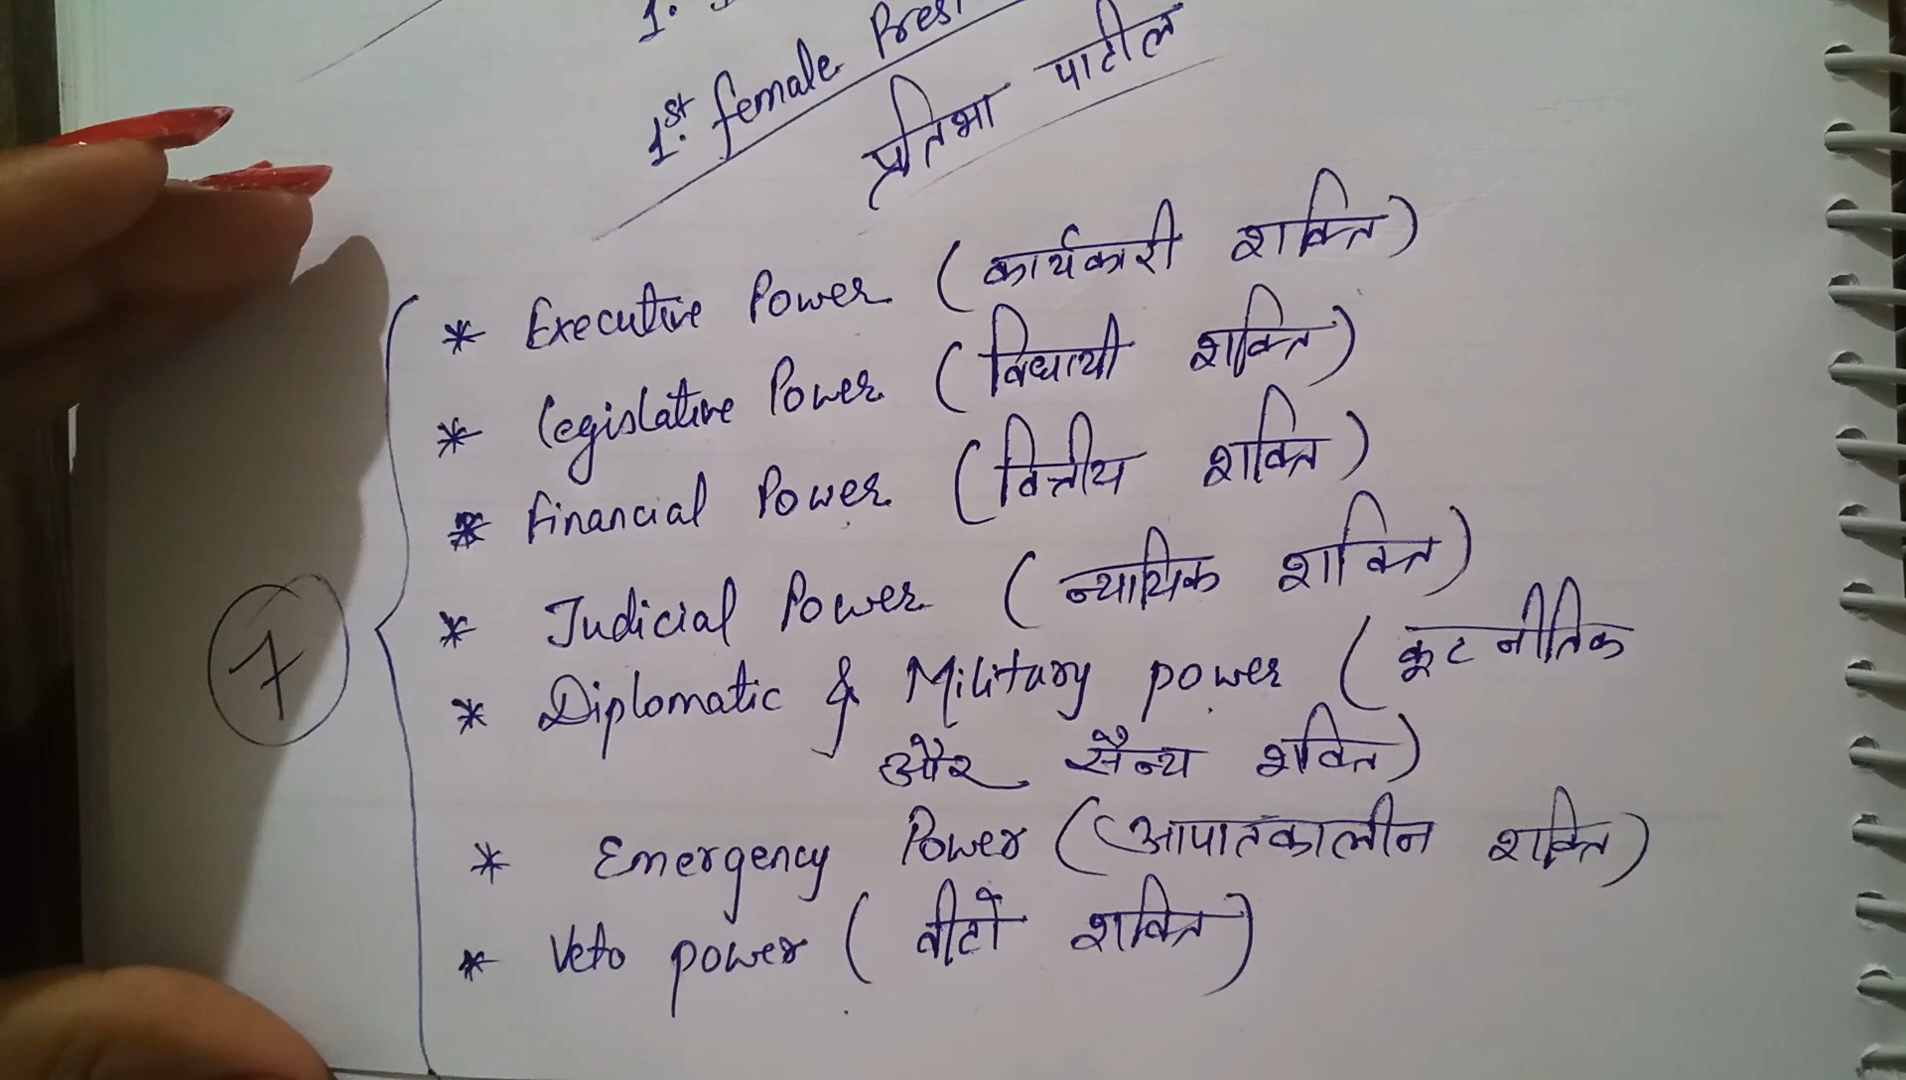 1.
1st. female
प्रतिभा पाटील
* Executive Power (कार्यकारी शक्ति)
* Legislative Power (विधायी शक्ति)
* Financial Power (वित्तीय शक्ति)
* Judicial Power (न्यायिक शक्ति)
7
* Diplomatic & Military power (कूटनीतिक
और सैन्य शक्ति)
* Emergency Power (आपातकालीन शक्ति)
* Veto power (वीटो शक्ति)